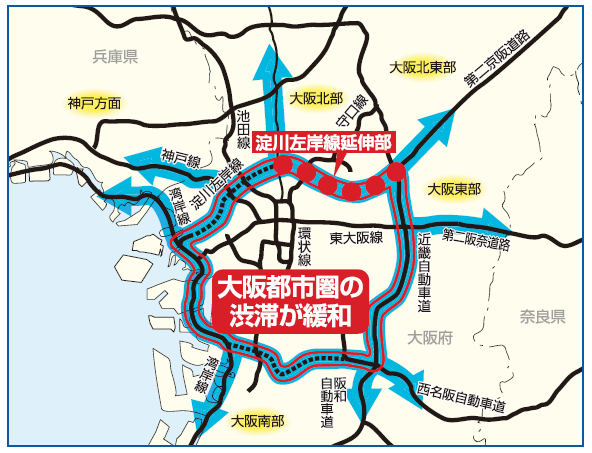 兵庫県
大阪北東部
第二京阪道路
神戸方面
大阪北部
池田線
守口線
淀川左岸線延伸部
神戸線
淀川左岸線
湾岸線
大阪東部
環状線
東大阪線
近畿自動車道
第二阪奈道路
大阪都市圏の
渋滞が緩和
奈良県
大阪府
湾岸線
阪和
自動車道
西名阪自動車道
大阪南部